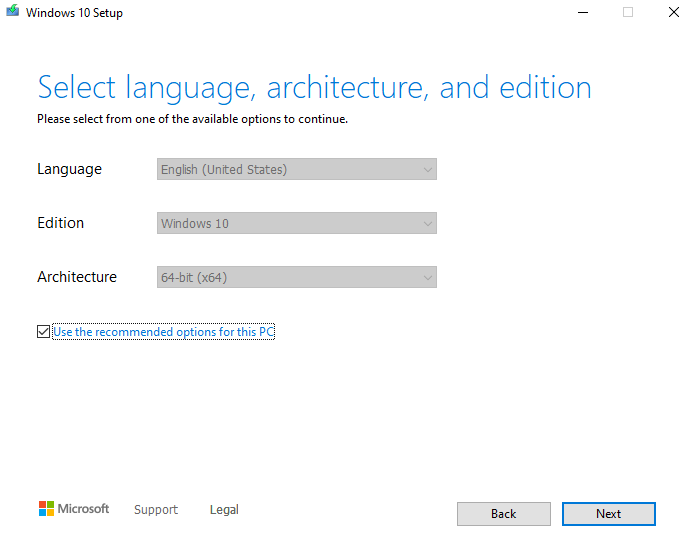 Windows 10 Setup
Select language, architecture, and edition
Please select from one of the available options to continue.
Language English (United States)
Edition Windows 10
Architecture 64-bit (x64)
Use the recommended options for this PC
Microsoft Support Legal Back Next